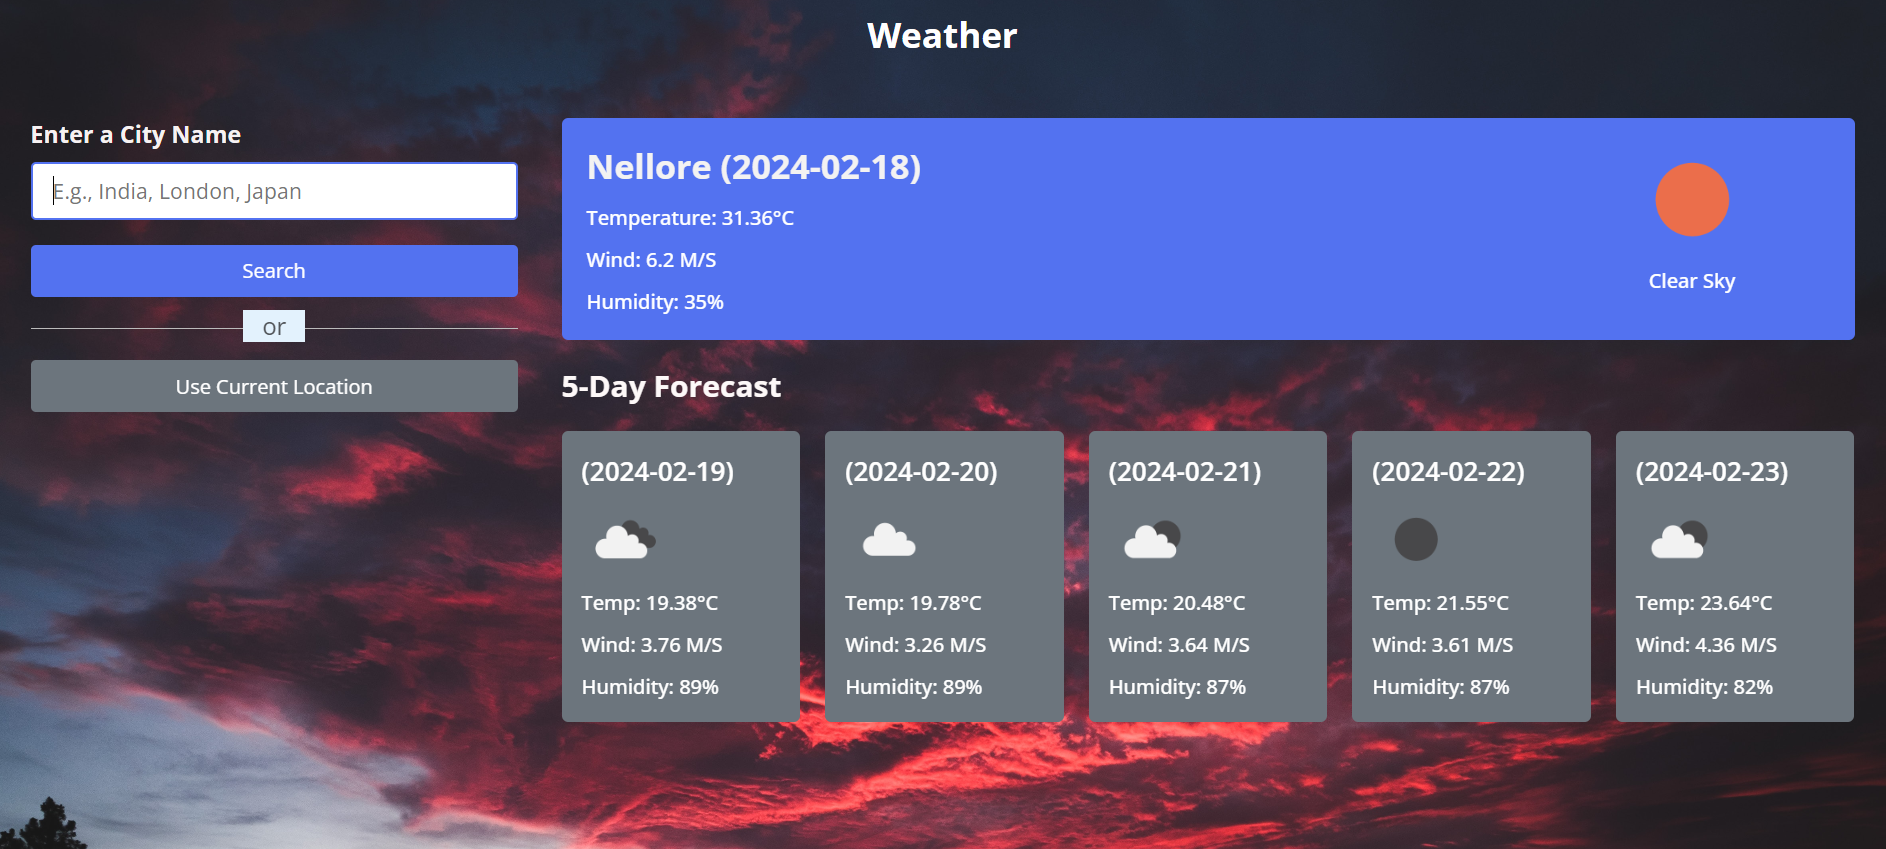 Weather
Enter a City Name
E.g., India, London, Japan
Search
or
Use Current Location
Nellore (2024-02-18)
Temperature: 31.36°C
Wind: 6.2 M/S
Humidity: 35%
Clear Sky
5-Day Forecast
(2024-02-19)
Temp: 19.38°C
Wind: 3.76 M/S
Humidity: 89%
(2024-02-20)
Temp: 19.78°C
Wind: 3.26 M/S
Humidity: 89%
(2024-02-21)
Temp: 20.48°C
Wind: 3.64 M/S
Humidity: 87%
(2024-02-22)
Temp: 21.55°C
Wind: 3.61 M/S
Humidity: 87%
(2024-02-23)
Temp: 23.64°C
Wind: 4.36 M/S
Humidity: 82%